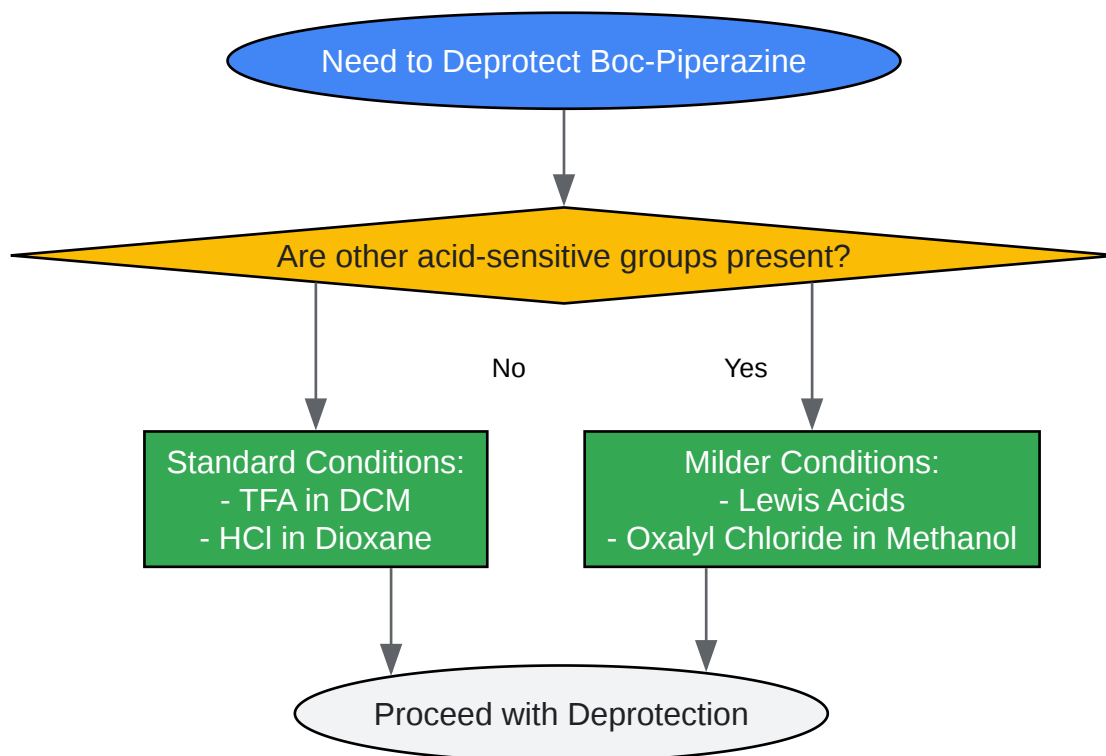 Need to Deprotect Boc-Piperazine
Are other acid-sensitive groups present?
No
Yes
Standard Conditions:
- TFA in DCM
- HCl in Dioxane
Milder Conditions:
- Lewis Acids
- Oxalyl Chloride in Methanol
Proceed with Deprotection